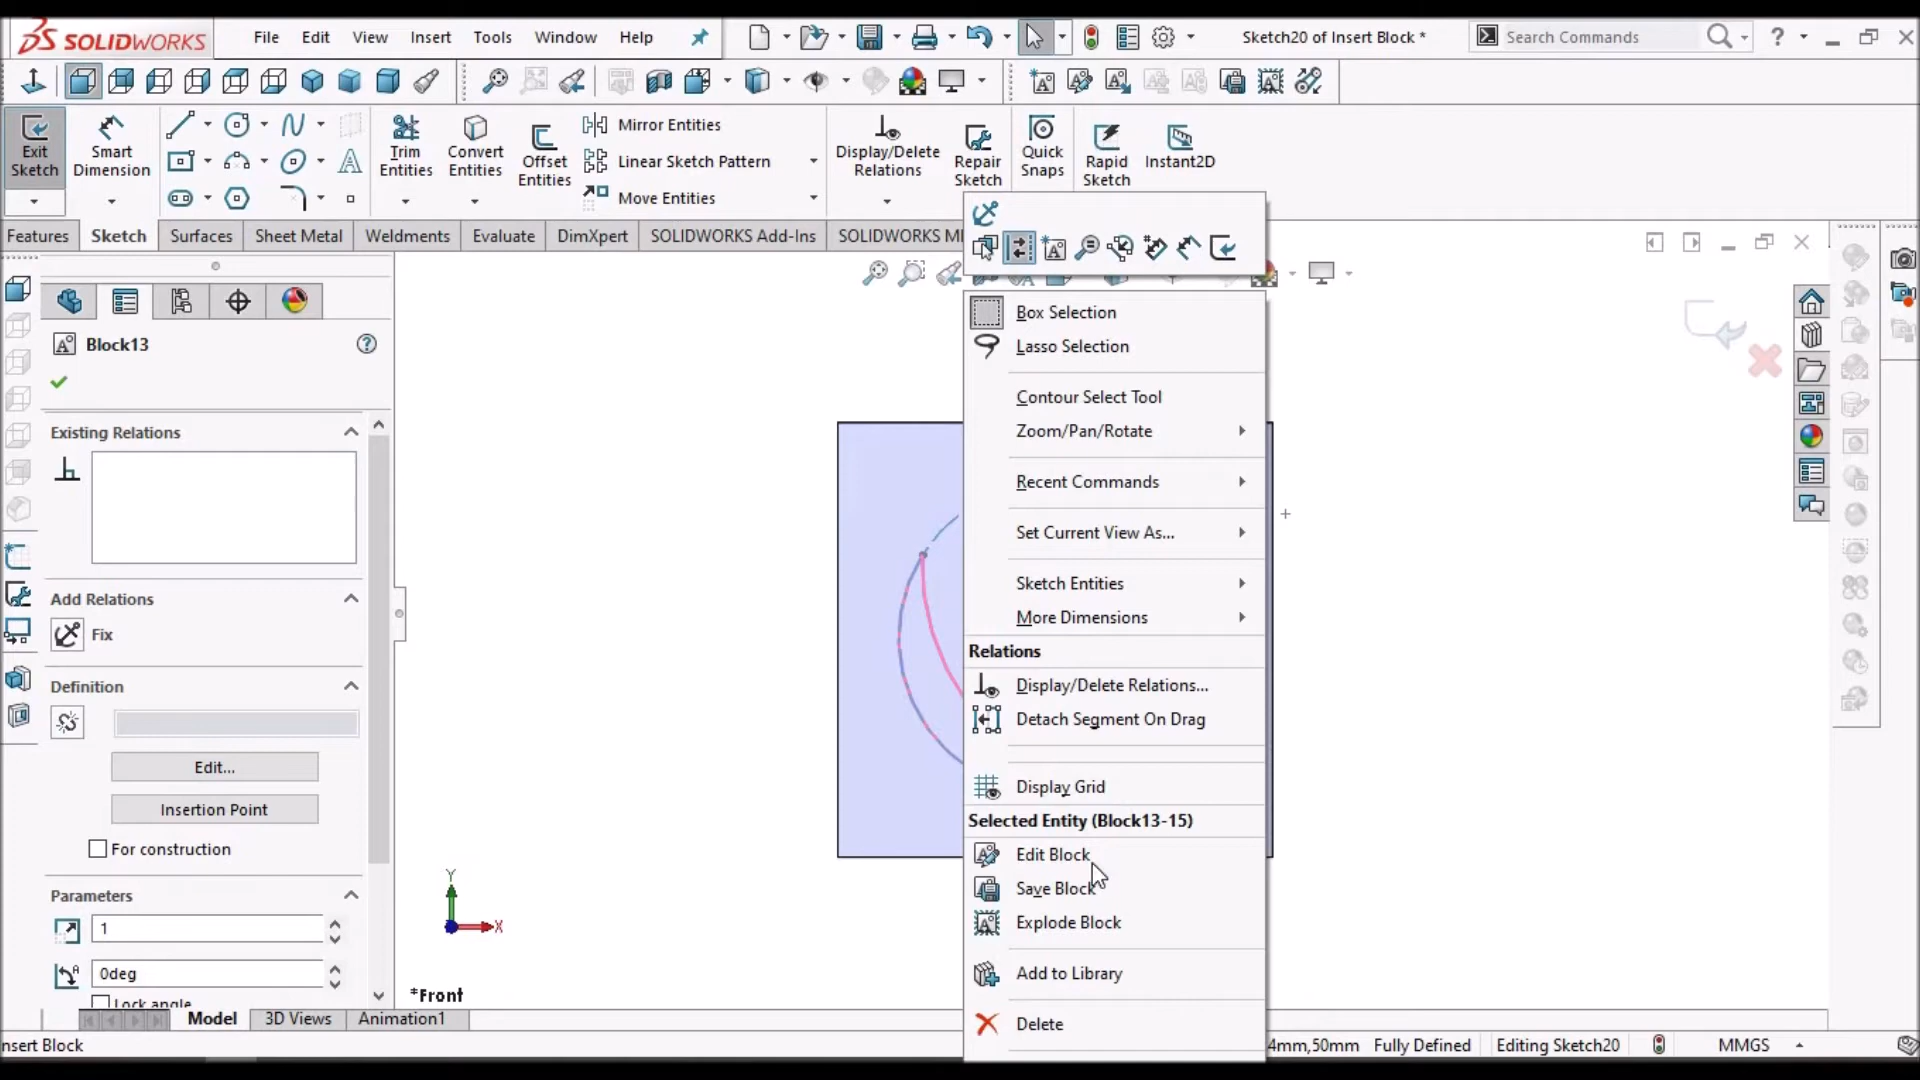 SOLIDWORKS
File Edit View Insert Tools Window Help
Sketch20 of Insert Block *
Search Commands
Exit Sketch
Smart Dimension
Trim Entities
Convert Entities
Offset Entities
Mirror Entities
Linear Sketch Pattern
Move Entities
Display/Delete Relations
Repair Sketch
Quick Snaps
Rapid Sketch
Instant2D
Features Sketch Surfaces Sheet Metal Weldments Evaluate DimXpert SOLIDWORKS Add-Ins SOLIDWORKS M
Block13
Existing Relations
Add Relations
Fix
Definition
Edit...
Insertion Point
For construction
Parameters
1
0deg
Lock angle
Box Selection
Lasso Selection
Contour Select Tool
Zoom/Pan/Rotate
Recent Commands
Set Current View As...
Sketch Entities
More Dimensions
Relations
Display/Delete Relations...
Detach Segment On Drag
Display Grid
Selected Entity (Block13-15)
Edit Block
Save Block
Explode Block
Add to Library
Delete
Y
X
*Front
Model 3D Views Animation1
nsert Block
4mm,50mm Fully Defined Editing Sketch20 MMGS